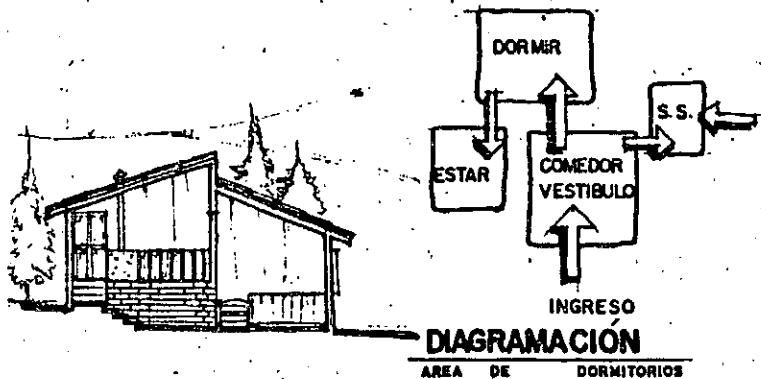 DORMIR
S.S.
ESTAR
COMEDOR
VESTIBULO
INGRESO
DIAGRAMACIÓN
AREA DE DORMITORIOS